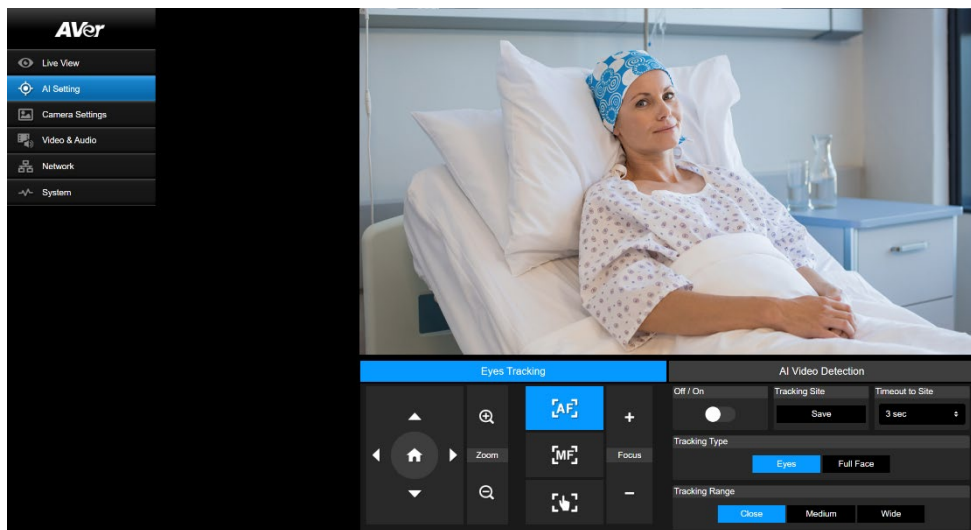 AVer
Live View
AI Setting
Camera Settings
Video & Audio
Network
System
Eyes Tracking
AI Video Detection
Off / On
Tracking Site
Timeout to Site
Save
3 sec
AF
Zoom
MF
Focus
Tracking Type
Eyes
Full Face
Tracking Range
Close
Medium
Wide